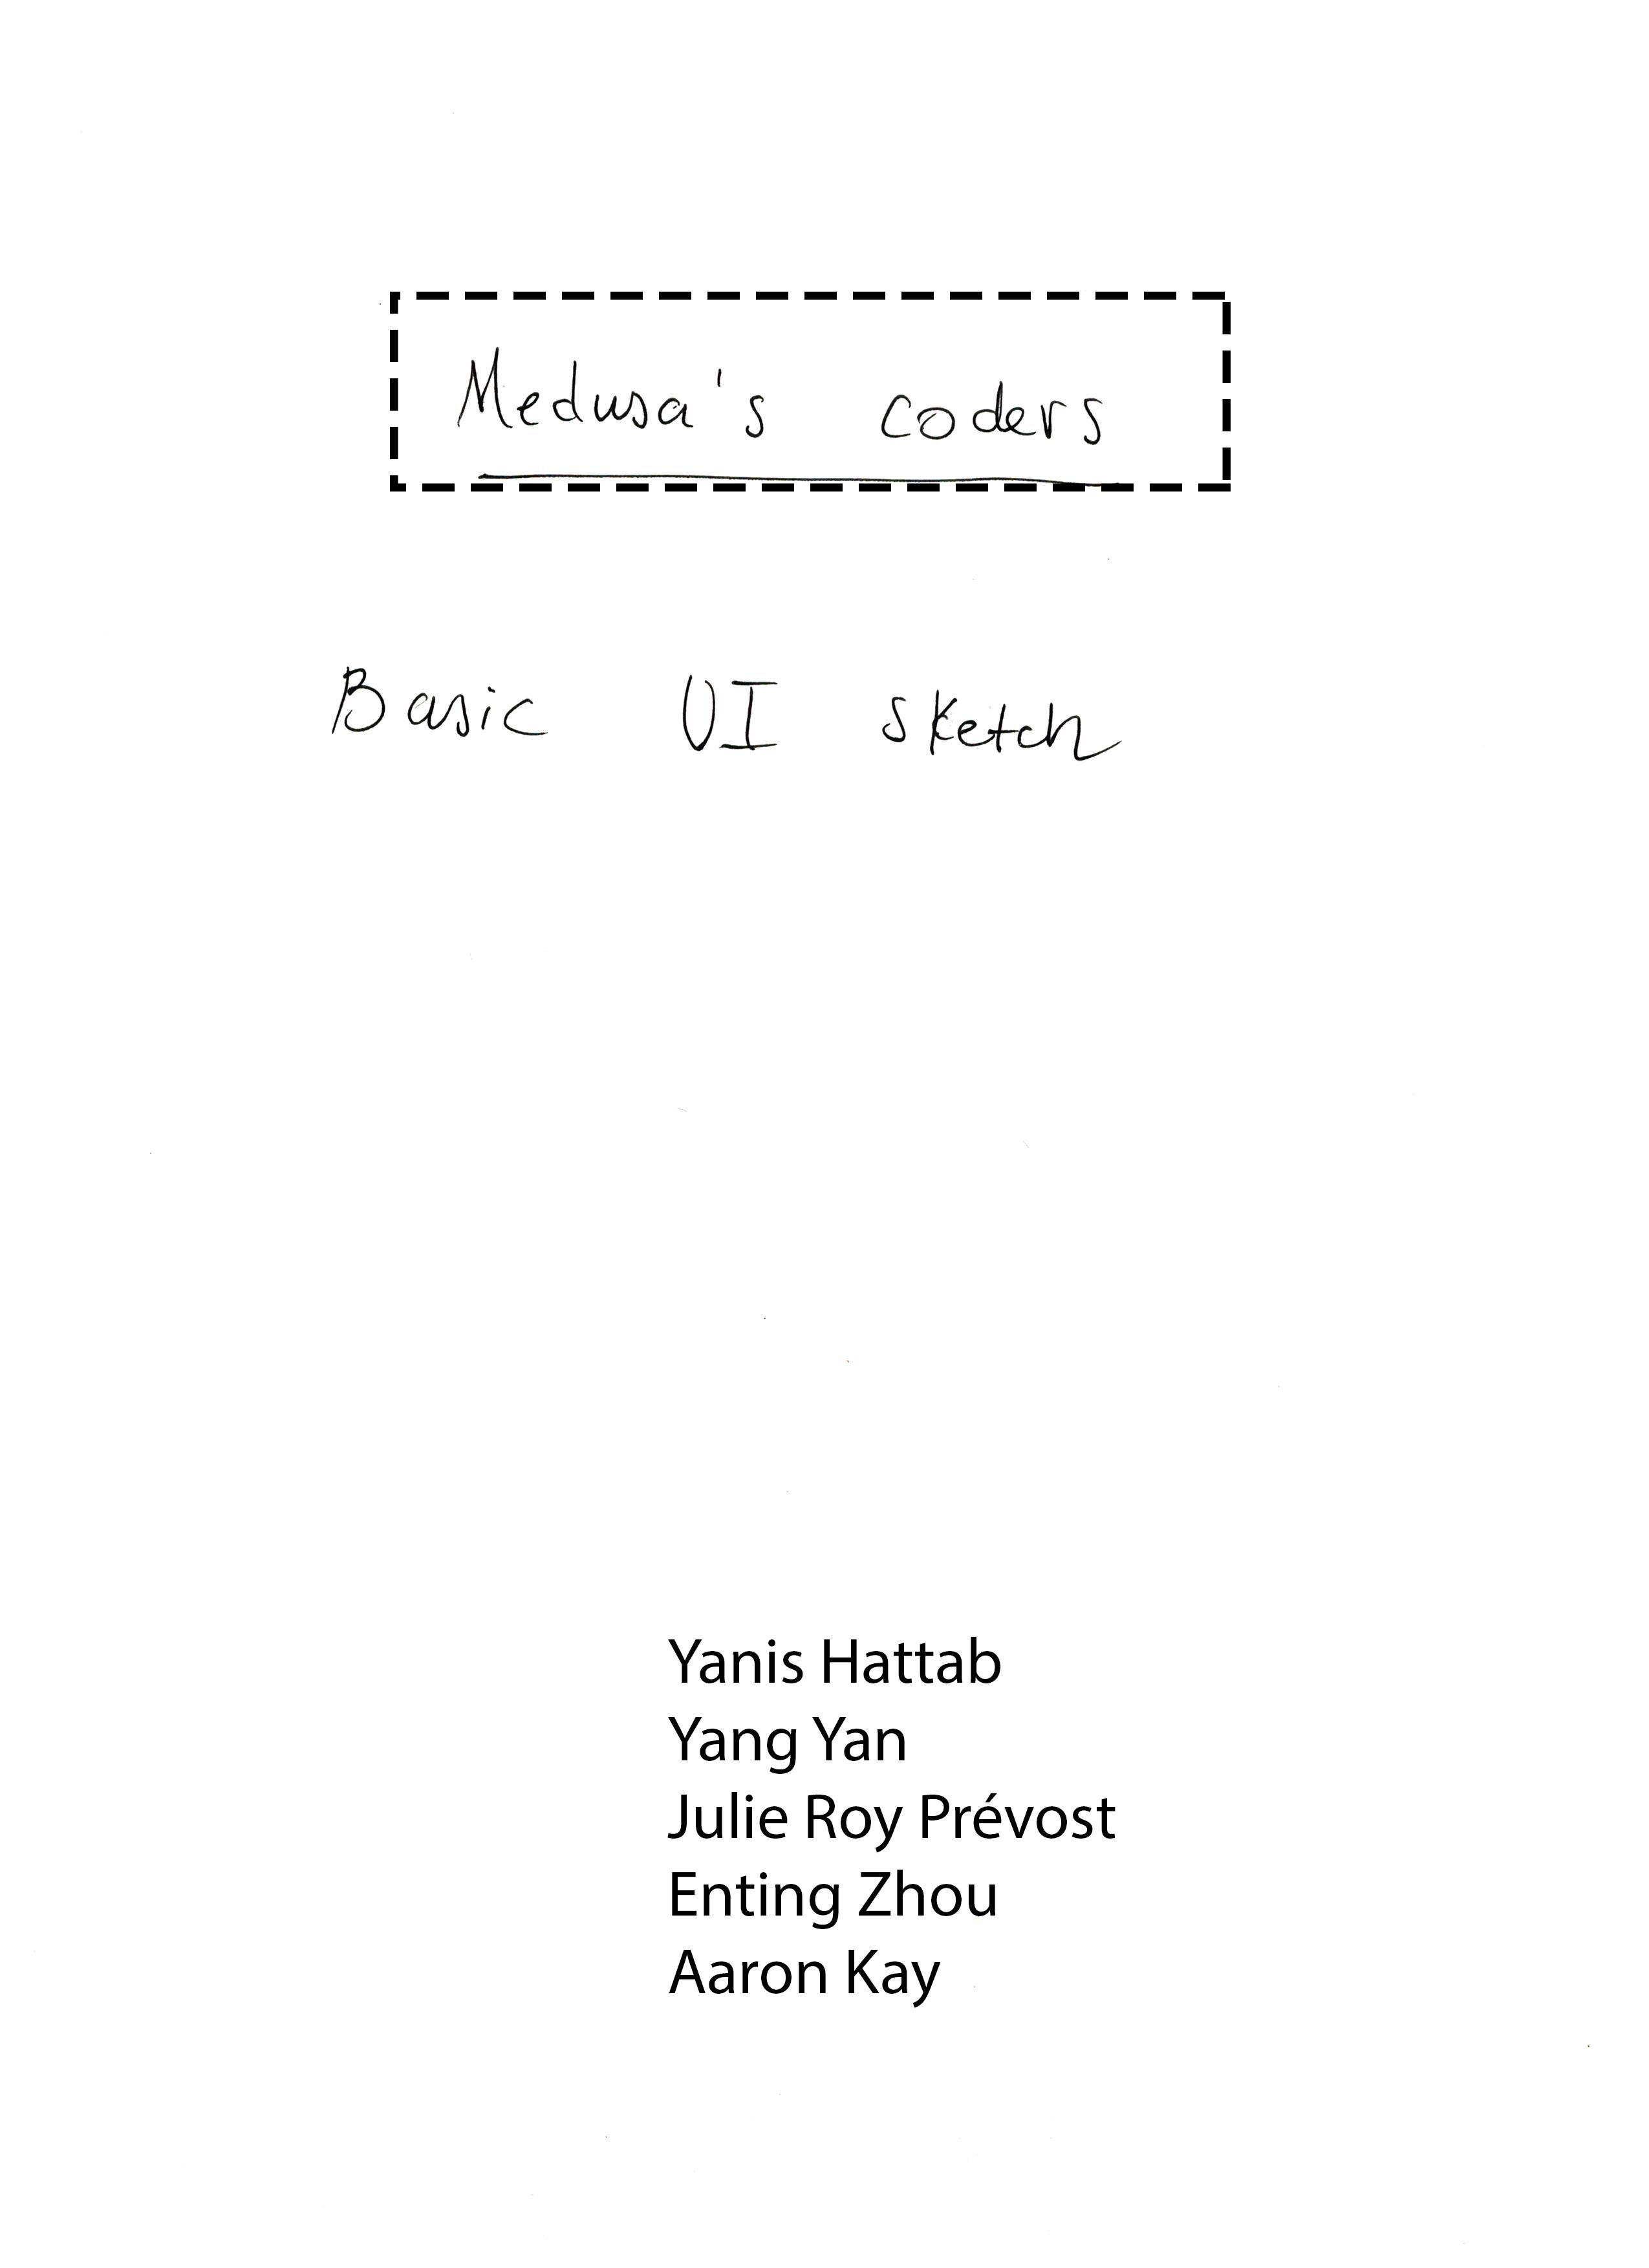 Medusa's coders
Basic UI sketch
Yanis Hattab
Yang Yan
Julie Roy Prévost
Enting Zhou
Aaron Kay